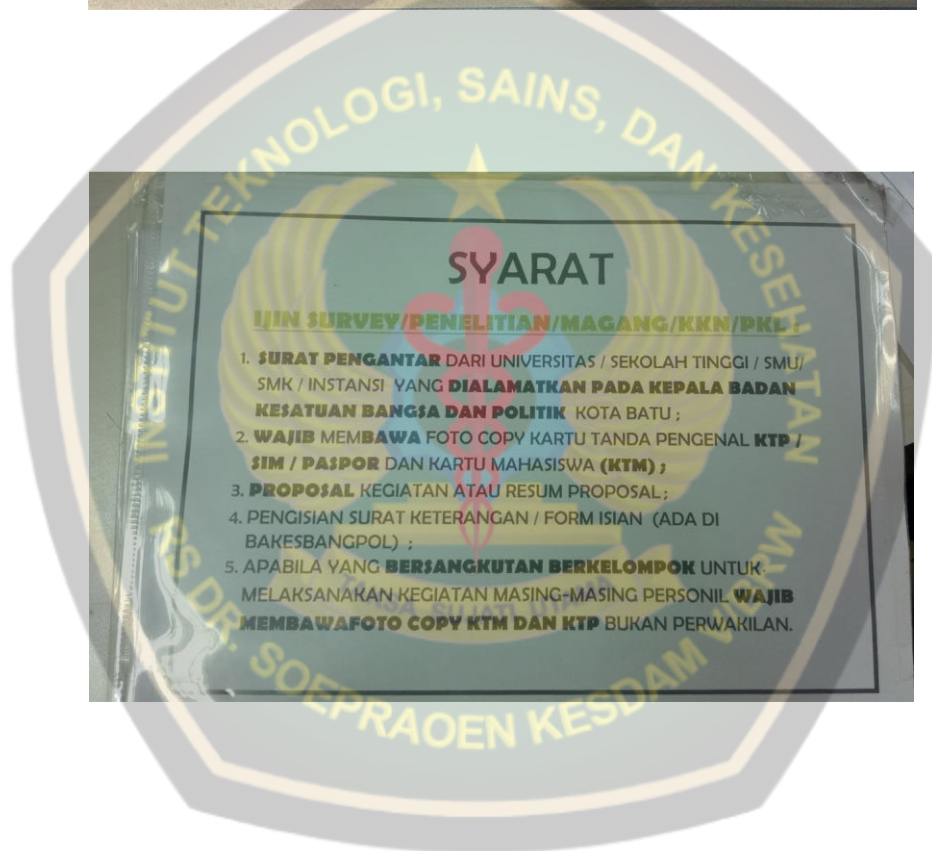 INSTITUT TEKNOLOGI, SAINS, DAN KESEHATAN
SYARAT
IJIN SURVEY/PENELITIAN/MAGANG/KKN/PKL :
1. SURAT PENGANTAR DARI UNIVERSITAS / SEKOLAH TINGGI / SMU/
SMK / INSTANSI YANG DIALAMATKAN PADA KEPALA BADAN
KESATUAN BANGSA DAN POLITIK KOTA BATU ;
2. WAJIB MEMBAWA FOTO COPY KARTU TANDA PENGENAL KTP /
SIM / PASPOR DAN KARTU MAHASISWA (KTM) ;
3. PROPOSAL KEGIATAN ATAU RESUM PROPOSAL ;
4. PENGISIAN SURAT KETERANGAN / FORM ISIAN (ADA DI
BAKESBANGPOL) ;
5. APABILA YANG BERSANGKUTAN BERKELOMPOK UNTUK
MELAKSANAKAN KEGIATAN MASING-MASING PERSONIL WAJIB
MEMBAWAFOTO COPY KTM DAN KTP BUKAN PERWAKILAN.
SUJATI UTAMA
RS DR. SOEPRAOEN KESDAM V/BRW